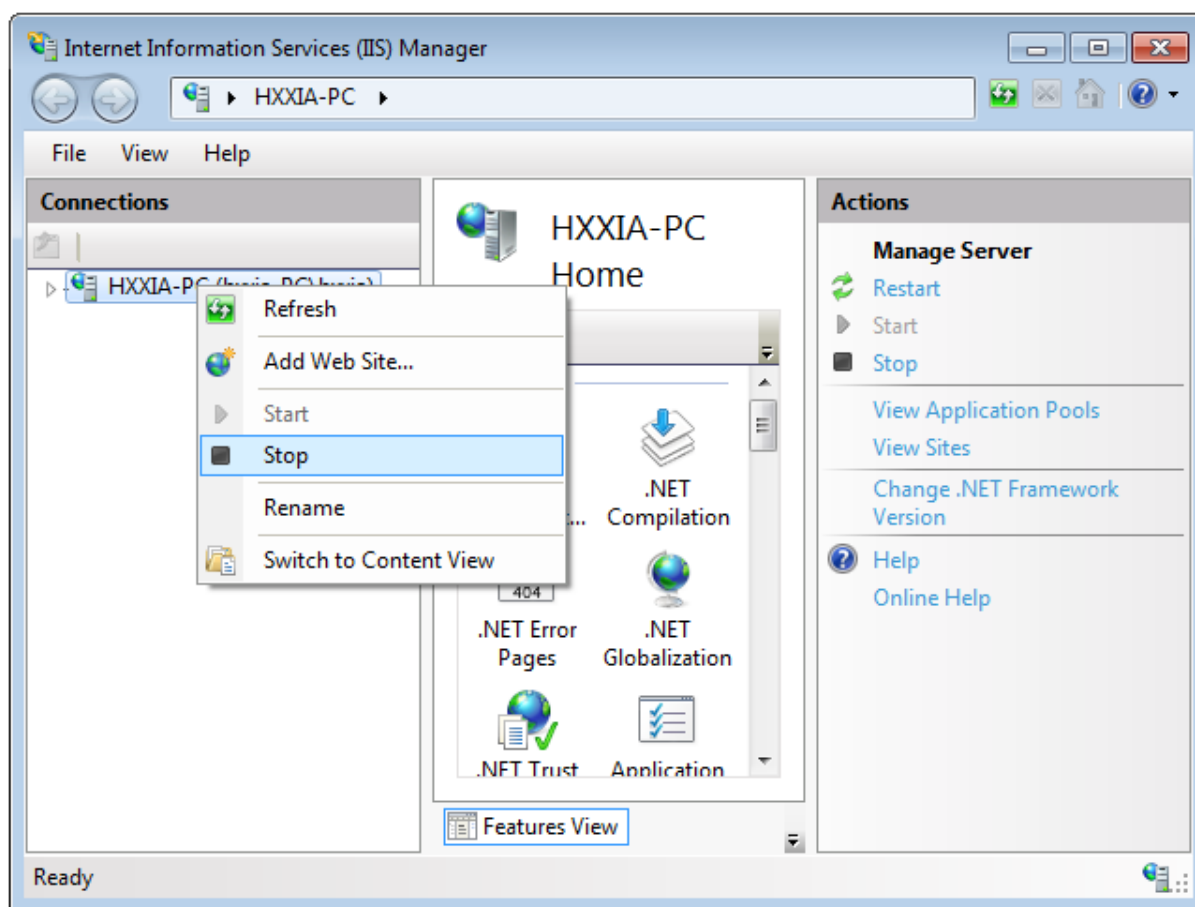 Internet Information Services (IIS) Manager
HXXIA-PC
File View Help
Connections
HXXIA-PC
Refresh
Add Web Site...
Start
Stop
Rename
Switch to Content View
HXXIA-PC
Home
.NET
Compilation
404
.NET Error
Pages
.NET
Globalization
.NET Trust
Application
Features View
Actions
Manage Server
Restart
Start
Stop
View Application Pools
View Sites
Change .NET Framework
Version
Help
Online Help
Ready